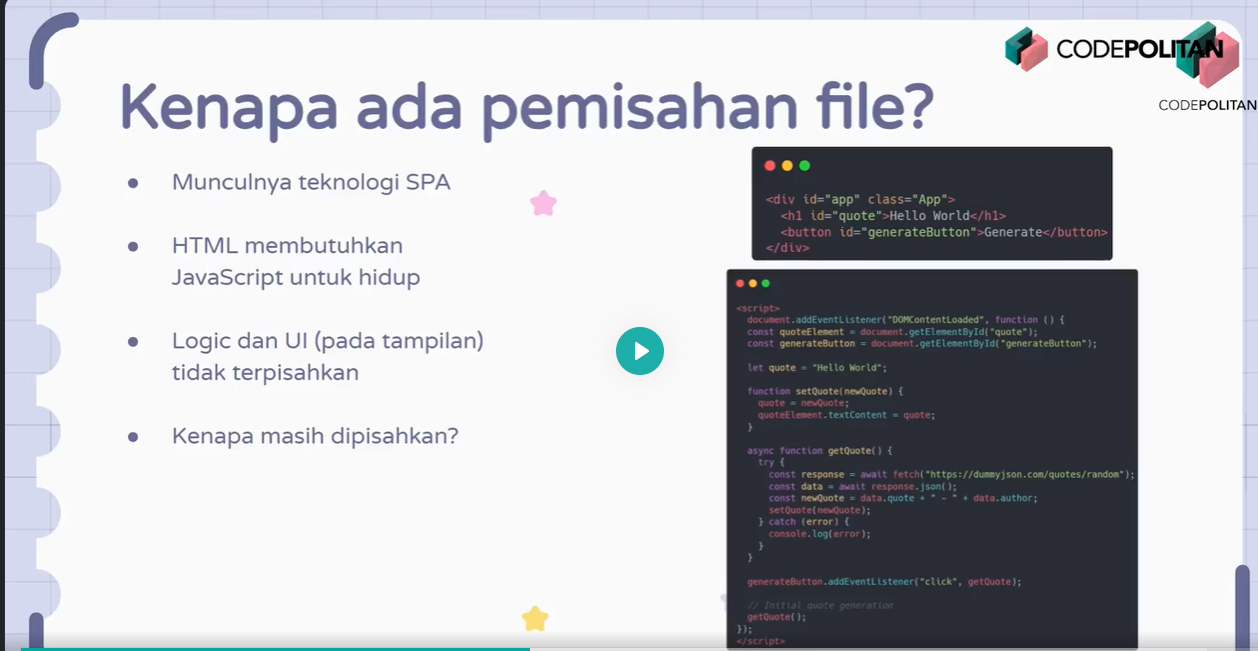 CODEPOLITAN
CODEPOLITAN
Kenapa ada pemisahan file?
Munculnya teknologi SPA
HTML membutuhkan
JavaScript untuk hidup
Logic dan UI (pada tampilan)
tidak terpisahkan
Kenapa masih dipisahkan?
<div id="app" class="App">
<h1 id="quote">Hello World</h1>
<button id="generateButton">Generate</button>
</div>
<script>
document.addEventListener("DOMContentLoaded", function () {
const quoteElement = document.getElementById("quote");
const generateButton = document.getElementById("generateButton");
let quote = "Hello World";
function setQuote(newQuote) {
quote = newQuote;
quoteElement.textContent = quote;
}
async function getQuote() {
try {
const response = await fetch("https://dummyjson.com/quotes/random");
const data = await response.json();
const newQuote = data.quote + " - " + data.author;
setQuote(newQuote);
} catch (error) {
console.log(error);
}
}
generateButton.addEventListener("click", getQuote);
// Initial quote generation
getQuote();
});
</script>